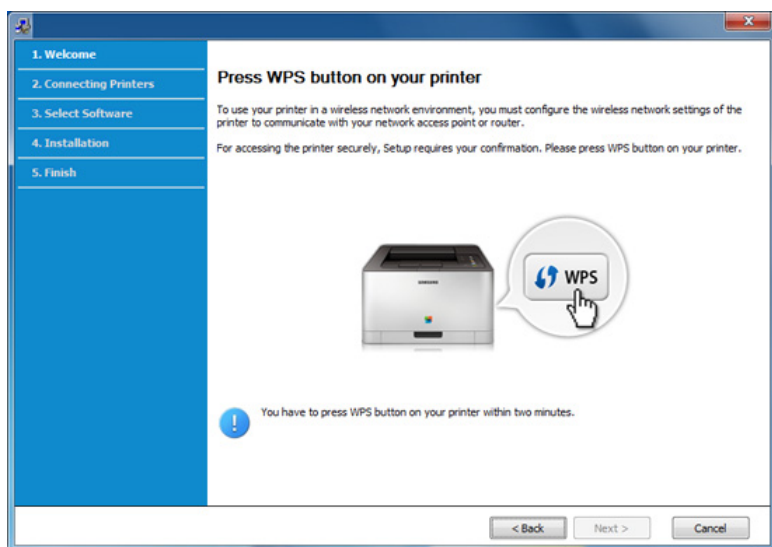 1. Welcome
2. Connecting Printers
3. Select Software
4. Installation
5. Finish
Press WPS button on your printer
To use your printer in a wireless network environment, you must configure the wireless network settings of the
printer to communicate with your network access point or router.
For accessing the printer securely, Setup requires your confirmation. Please press WPS button on your printer.
SAMSUNG
WPS
You have to press WPS button on your printer within two minutes.
< Back
Next >
Cancel